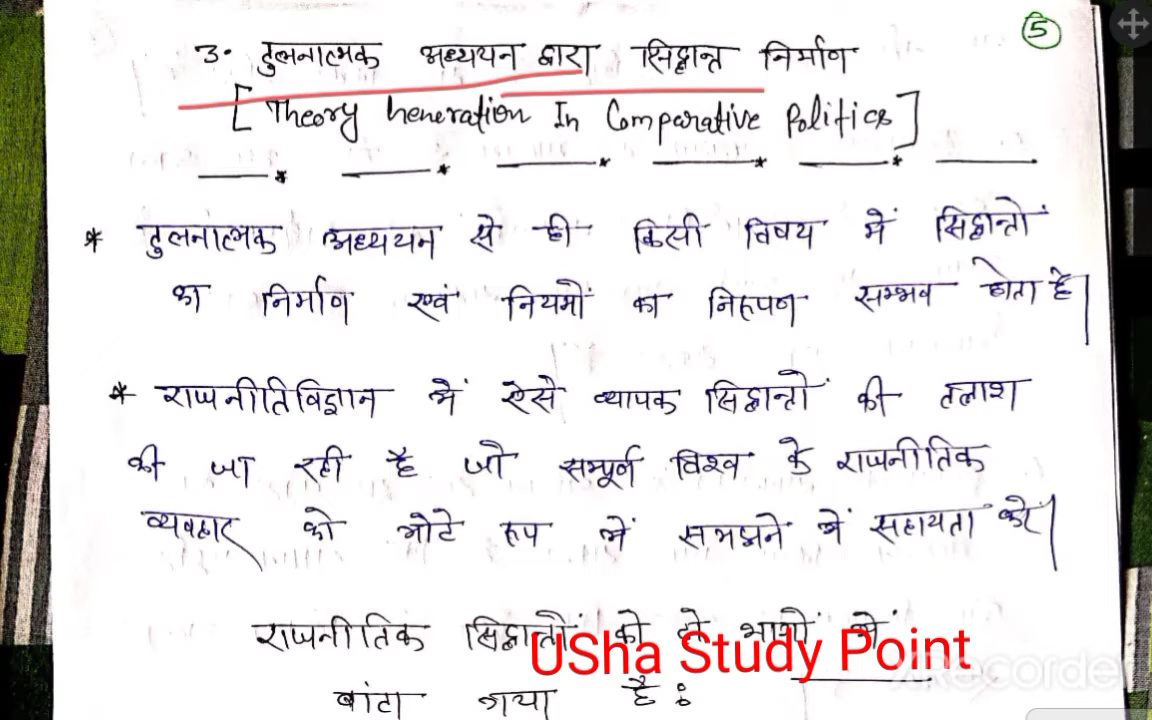 5
3. तुलनात्मक अध्ययन द्वारा सिद्धान्त निर्माण
[Theory Generation In Comparative Politics]
* तुलनात्मक अध्ययन से ही किसी विषय में सिद्धान्तों
का निर्माण एवं नियमों का निरूपण सम्भव होता है।
* राजनीतिविज्ञान में ऐसे व्यापक सिद्धान्तों की तलाश
की जा रही है जो सम्पूर्ण विश्व के राजनीतिक
व्यवहार को मोटे रूप में समझने में सहायता करें।
राजनीतिक सिद्धान्तों को दो भागों में
USha Study Point
XRecorder
बांटा गया है :